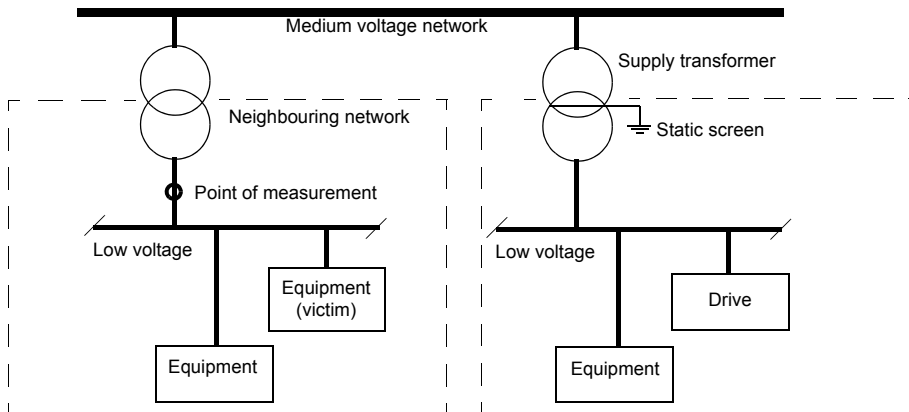 Medium voltage network
Supply transformer
Neighbouring network
Static screen
Point of measurement
Low voltage
Low voltage
Equipment
(victim)
Drive
Equipment
Equipment